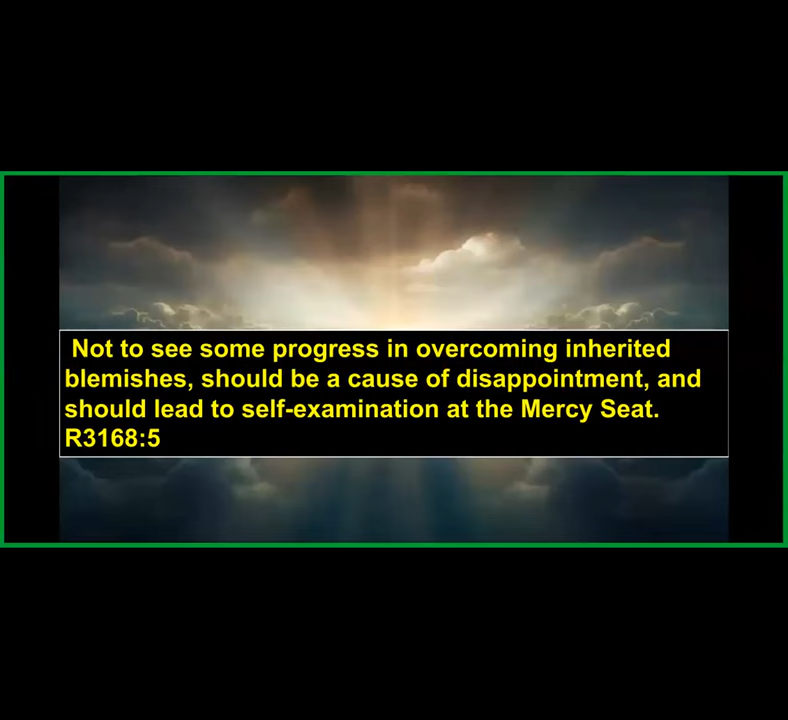 Not to see some progress in overcoming inherited
blemishes, should be a cause of disappointment, and
should lead to self-examination at the Mercy Seat.
R3168:5